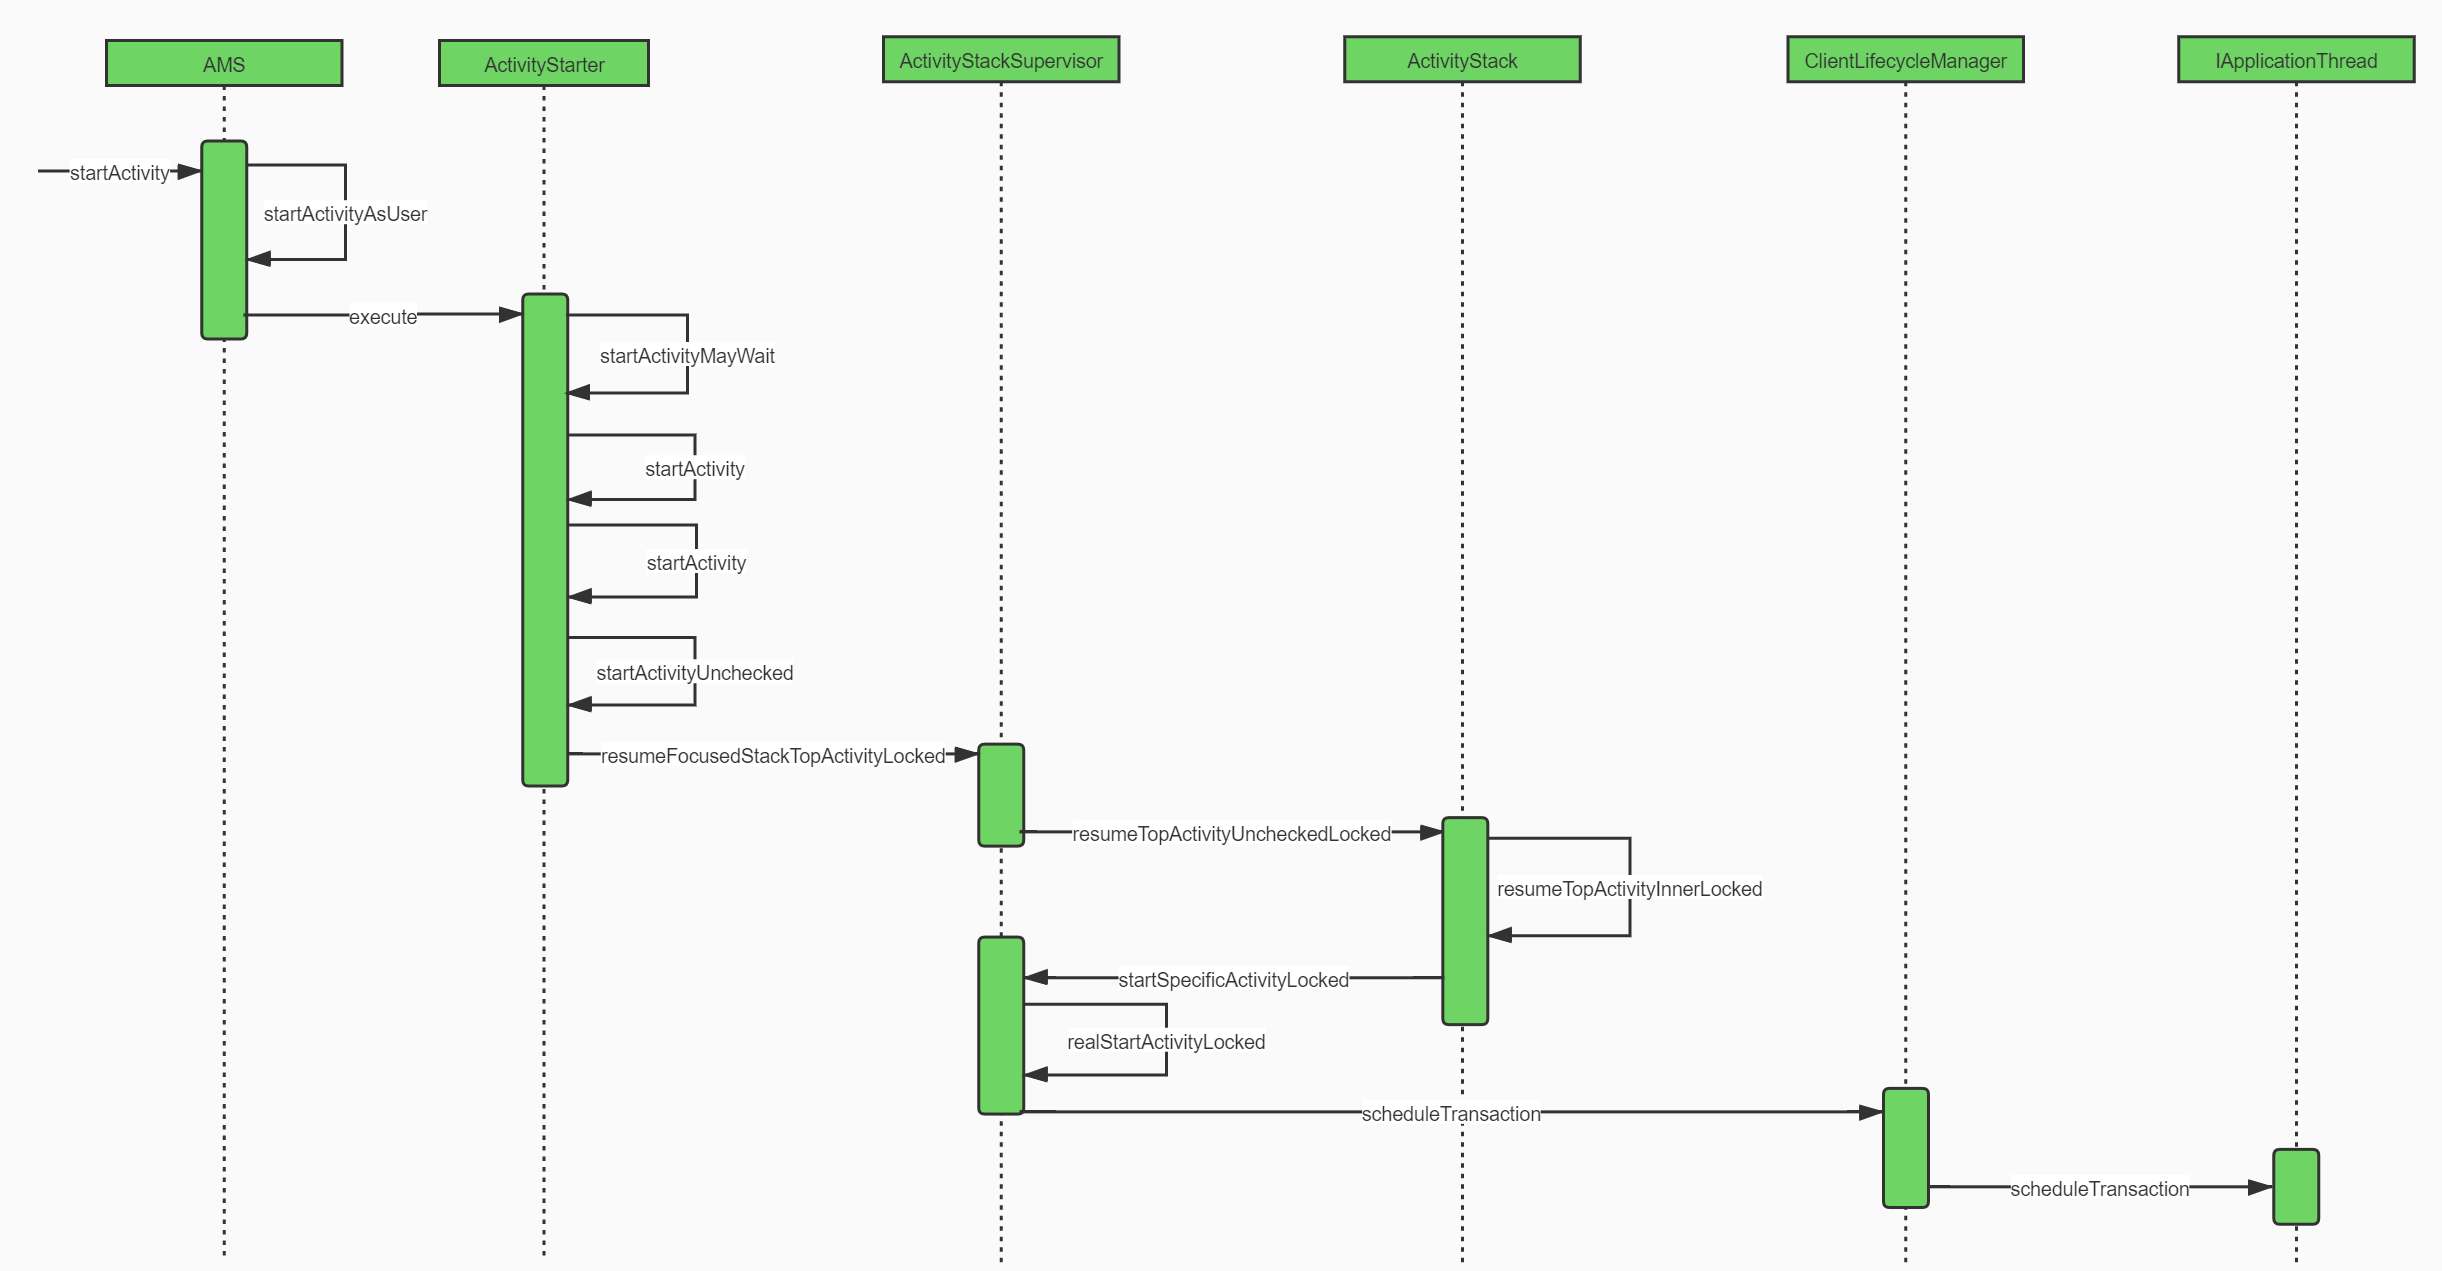 AMS
ActivityStarter
ActivityStackSupervisor
ActivityStack
ClientLifecycleManager
IApplicationThread
startActivity
startActivityAsUser
execute
startActivityMayWait
startActivity
startActivity
startActivityUnchecked
resumeFocusedStackTopActivityLocked
resumeTopActivityUncheckedLocked
resumeTopActivityInnerLocked
startSpecificActivityLocked
realStartActivityLocked
scheduleTransaction
scheduleTransaction